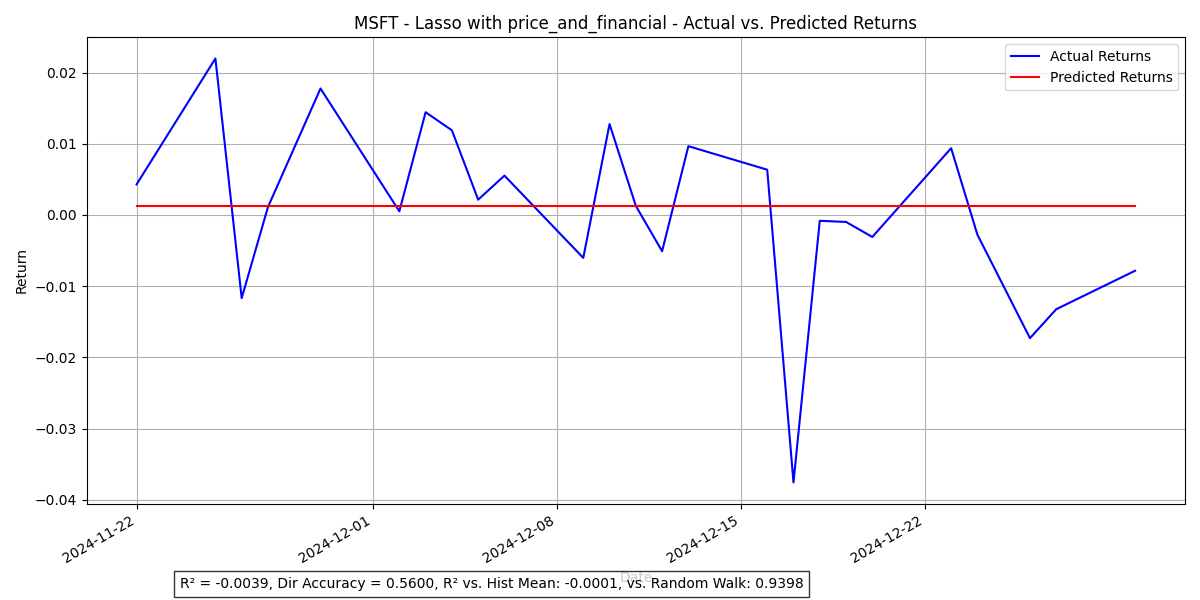 MSFT - Lasso with price_and_financial - Actual vs. Predicted Returns
Actual Returns
Predicted Returns
0.02
0.01
0.00
−0.01
−0.02
−0.03
−0.04
Return
2024-11-22
2024-12-01
2024-12-08
2024-12-15
2024-12-22
Date
R² = -0.0039, Dir Accuracy = 0.5600, R² vs. Hist Mean: -0.0001, vs. Random Walk: 0.9398